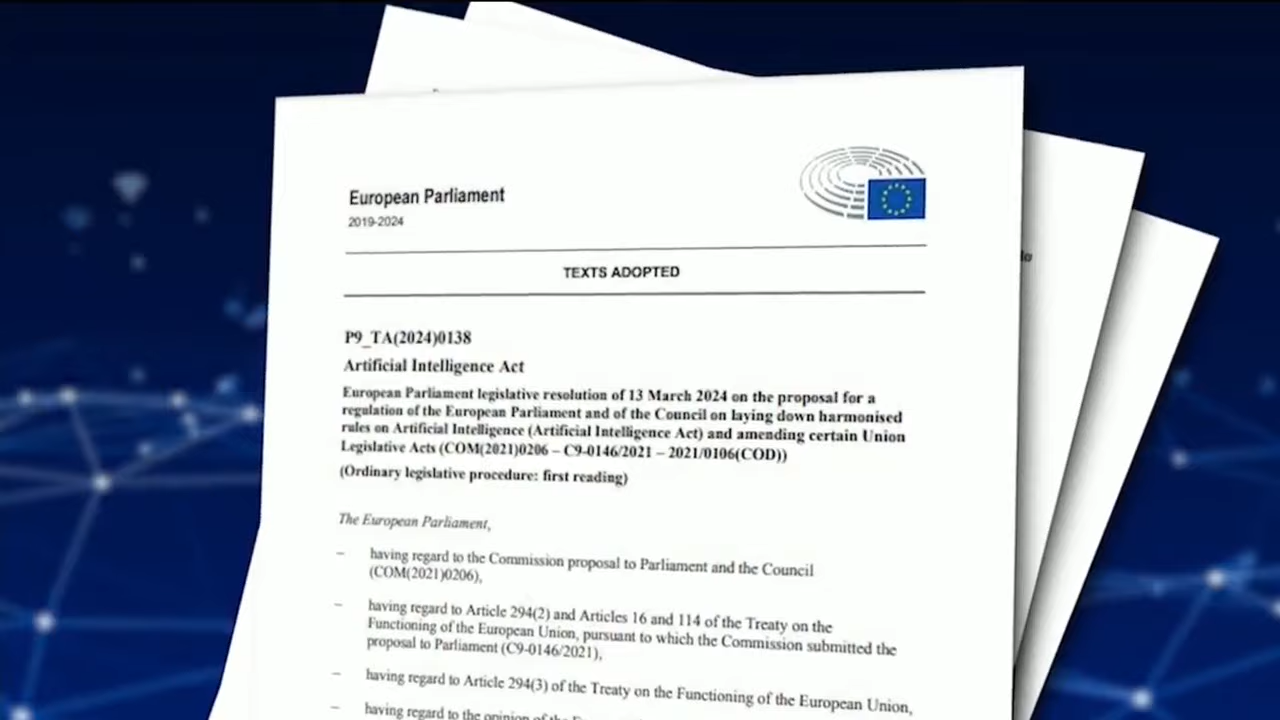 European Parliament
2019-2024
TEXTS ADOPTED
P9_TA(2024)0138
Artificial Intelligence Act
European Parliament legislative resolution of 13 March 2024 on the proposal for a
regulation of the European Parliament and of the Council on laying down harmonised
rules on Artificial Intelligence (Artificial Intelligence Act) and amending certain Union
Legislative Acts (COM(2021)0206 – C9-0146/2021 – 2021/0106(COD))
(Ordinary legislative procedure: first reading)
The European Parliament,
– having regard to the Commission proposal to Parliament and the Council
(COM(2021)0206),
– having regard to Article 294(2) and Articles 16 and 114 of the Treaty on the
Functioning of the European Union, pursuant to which the Commission submitted the
proposal to Parliament (C9-0146/2021),
– having regard to Article 294(3) of the Treaty on the Functioning of the European Union,
– having regard to the opinion of the